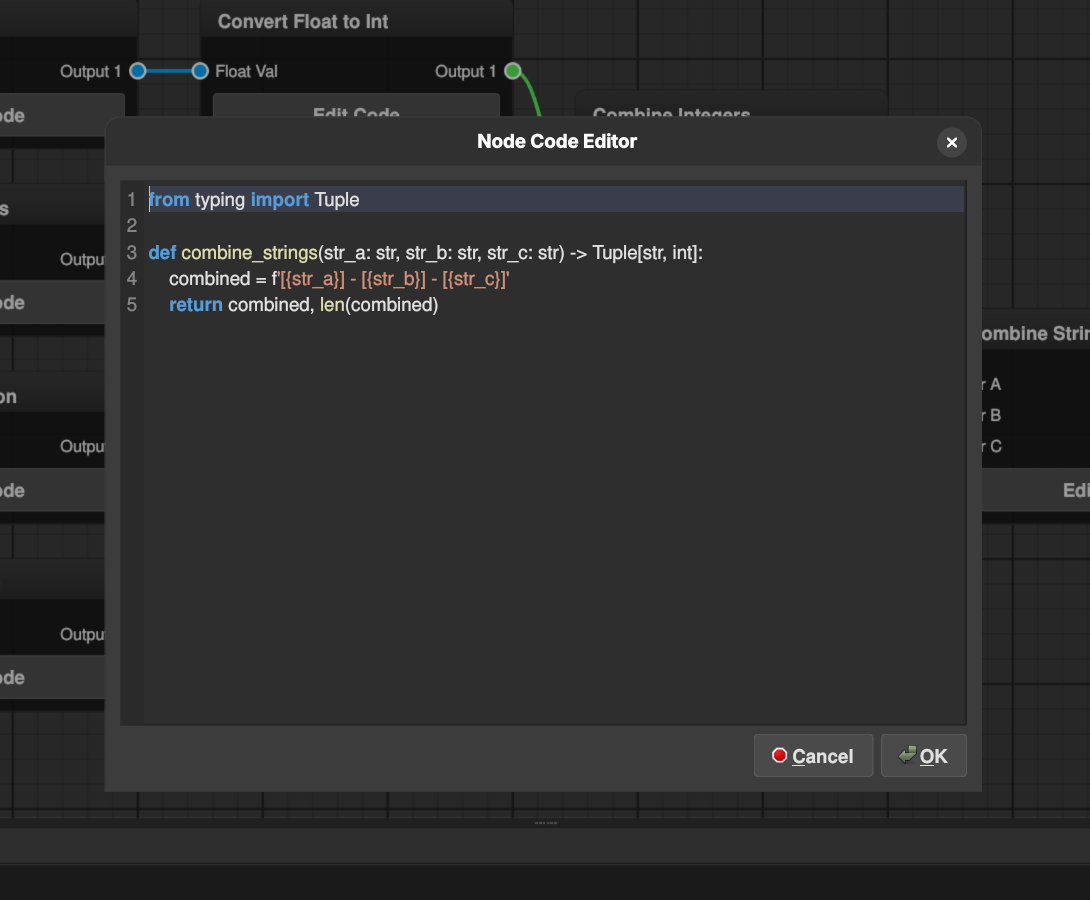 Convert Float to Int
Output 1
Float Val
Output 1
ode
Edit Code
Combine Integers
Node Code Editor
1 from typing import Tuple
2
3 def combine_strings(str_a: str, str_b: str, str_c: str) -> Tuple[str, int]:
4 combined = f'[{str_a}] - [{str_b}] - [{str_c}]'
5 return combined, len(combined)
s
Outpu
ode
ombine Strin
on
r A
r B
Outpu
r C
ode
Edi
Outpu
ode
Cancel
OK